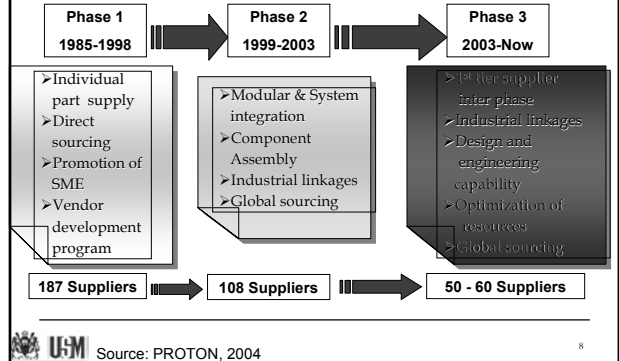 Phase 1
1985-1998
Phase 2
1999-2003
Phase 3
2003-Now
➢Individual
part supply
➢Direct
sourcing
➢Promotion of
SME
➢Vendor
development
program
➢Modular & System
integration
➢Component
Assembly
➢Industrial linkages
➢Global sourcing
➢1st tier supplier
inter phase
➢Industrial linkages
➢Design and
engineering
capability
➢Optimization of
resources
➢Global sourcing
187 Suppliers
108 Suppliers
50 - 60 Suppliers
USM Source: PROTON, 2004
8